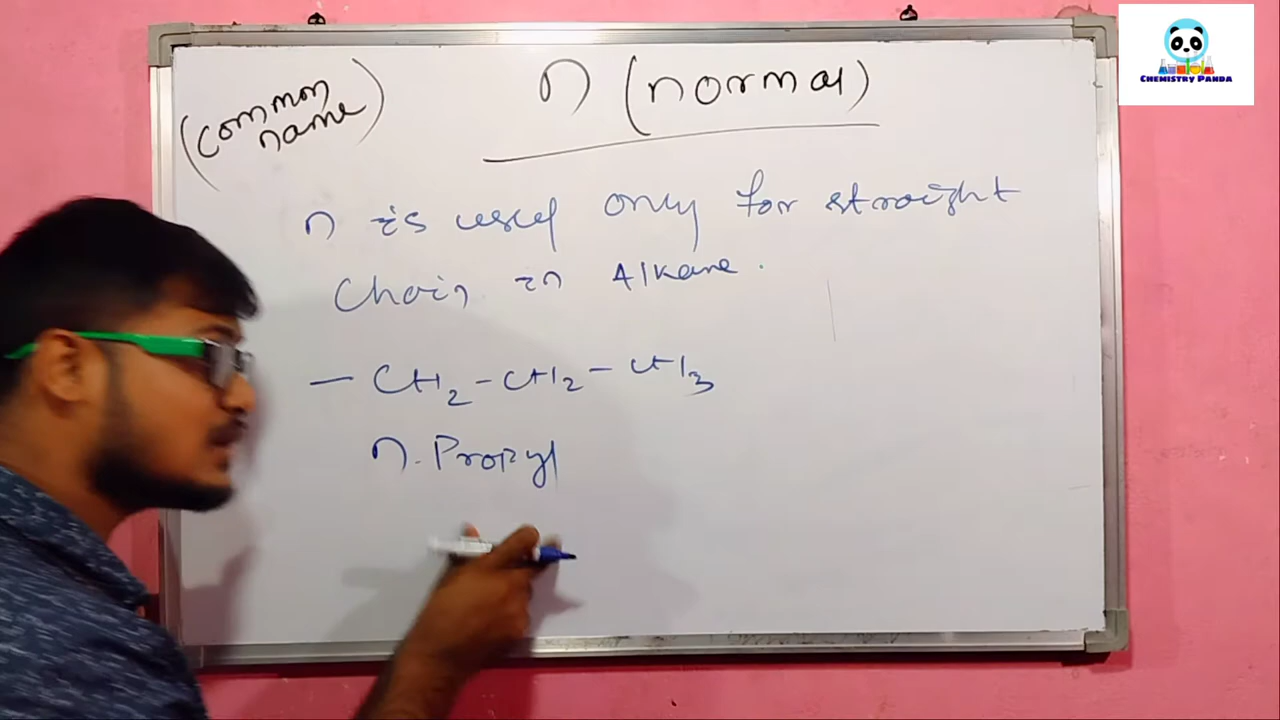 (common name)
n (normal)
n is used only for straight
Chain in Alkane.
– CH2 – CH2 – CH3
n. Propyl
CHEMISTRY PANDA